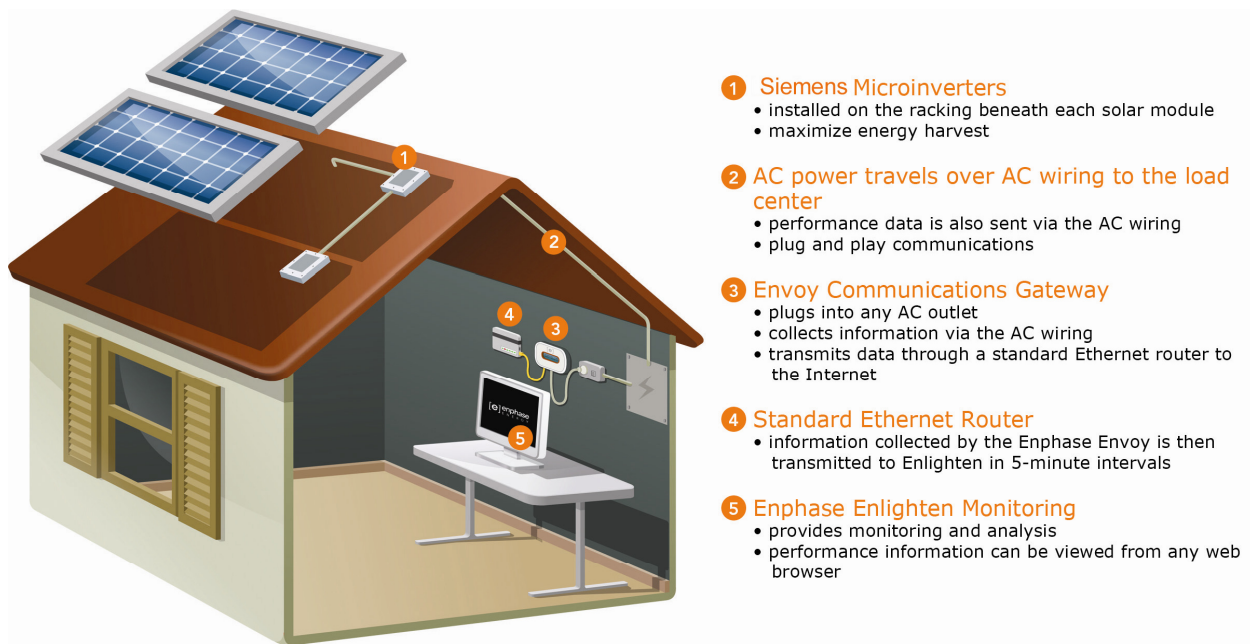 1 Siemens Microinverters
• installed on the racking beneath each solar module
• maximize energy harvest
2 AC power travels over AC wiring to the load
center
• performance data is also sent via the AC wiring
• plug and play communications
3 Envoy Communications Gateway
• plugs into any AC outlet
• collects information via the AC wiring
• transmits data through a standard Ethernet router to
the Internet
4 Standard Ethernet Router
• information collected by the Enphase Envoy is then
transmitted to Enlighten in 5-minute intervals
5 Enphase Enlighten Monitoring
• provides monitoring and analysis
• performance information can be viewed from any web
browser
1
2
4
3
[e] enphase
ENERGY
5